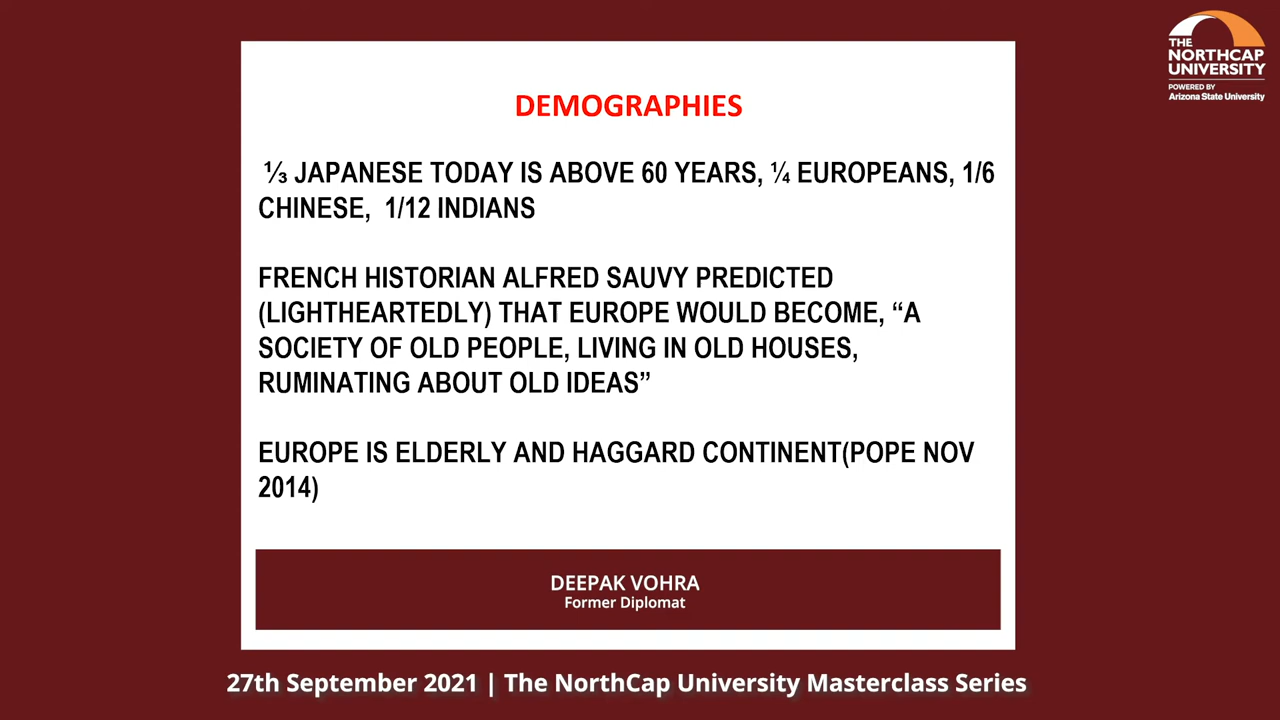 THE
NORTHCAP
UNIVERSITY
POWERED BY
Arizona State University
DEMOGRAPHIES
⅓ JAPANESE TODAY IS ABOVE 60 YEARS, ¼ EUROPEANS, 1/6
CHINESE, 1/12 INDIANS
FRENCH HISTORIAN ALFRED SAUVY PREDICTED
(LIGHTHEARTEDLY) THAT EUROPE WOULD BECOME, “A
SOCIETY OF OLD PEOPLE, LIVING IN OLD HOUSES,
RUMINATING ABOUT OLD IDEAS”
EUROPE IS ELDERLY AND HAGGARD CONTINENT(POPE NOV
2014)
DEEPAK VOHRA
Former Diplomat
27th September 2021 | The NorthCap University Masterclass Series